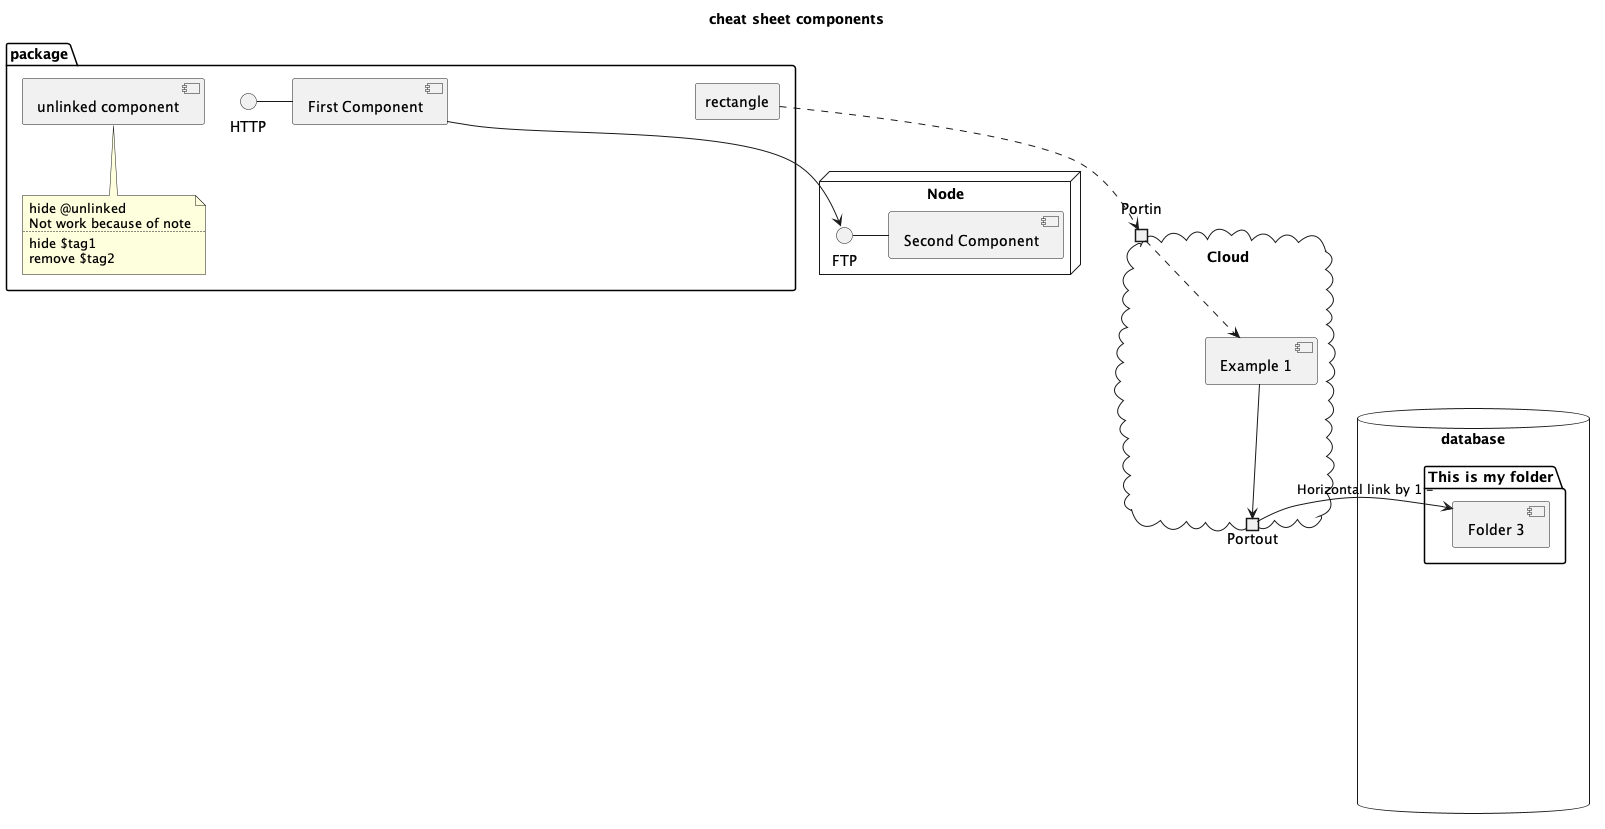 cheat sheet components
package
unlinked component
HTTP
First Component
rectangle
hide @unlinked
Not work because of note
hide $tag1
remove $tag2
Node
FTP
Second Component
Portin
Cloud
Example 1
database
This is my folder
Horizontal link by 1 -
Folder 3
Portout